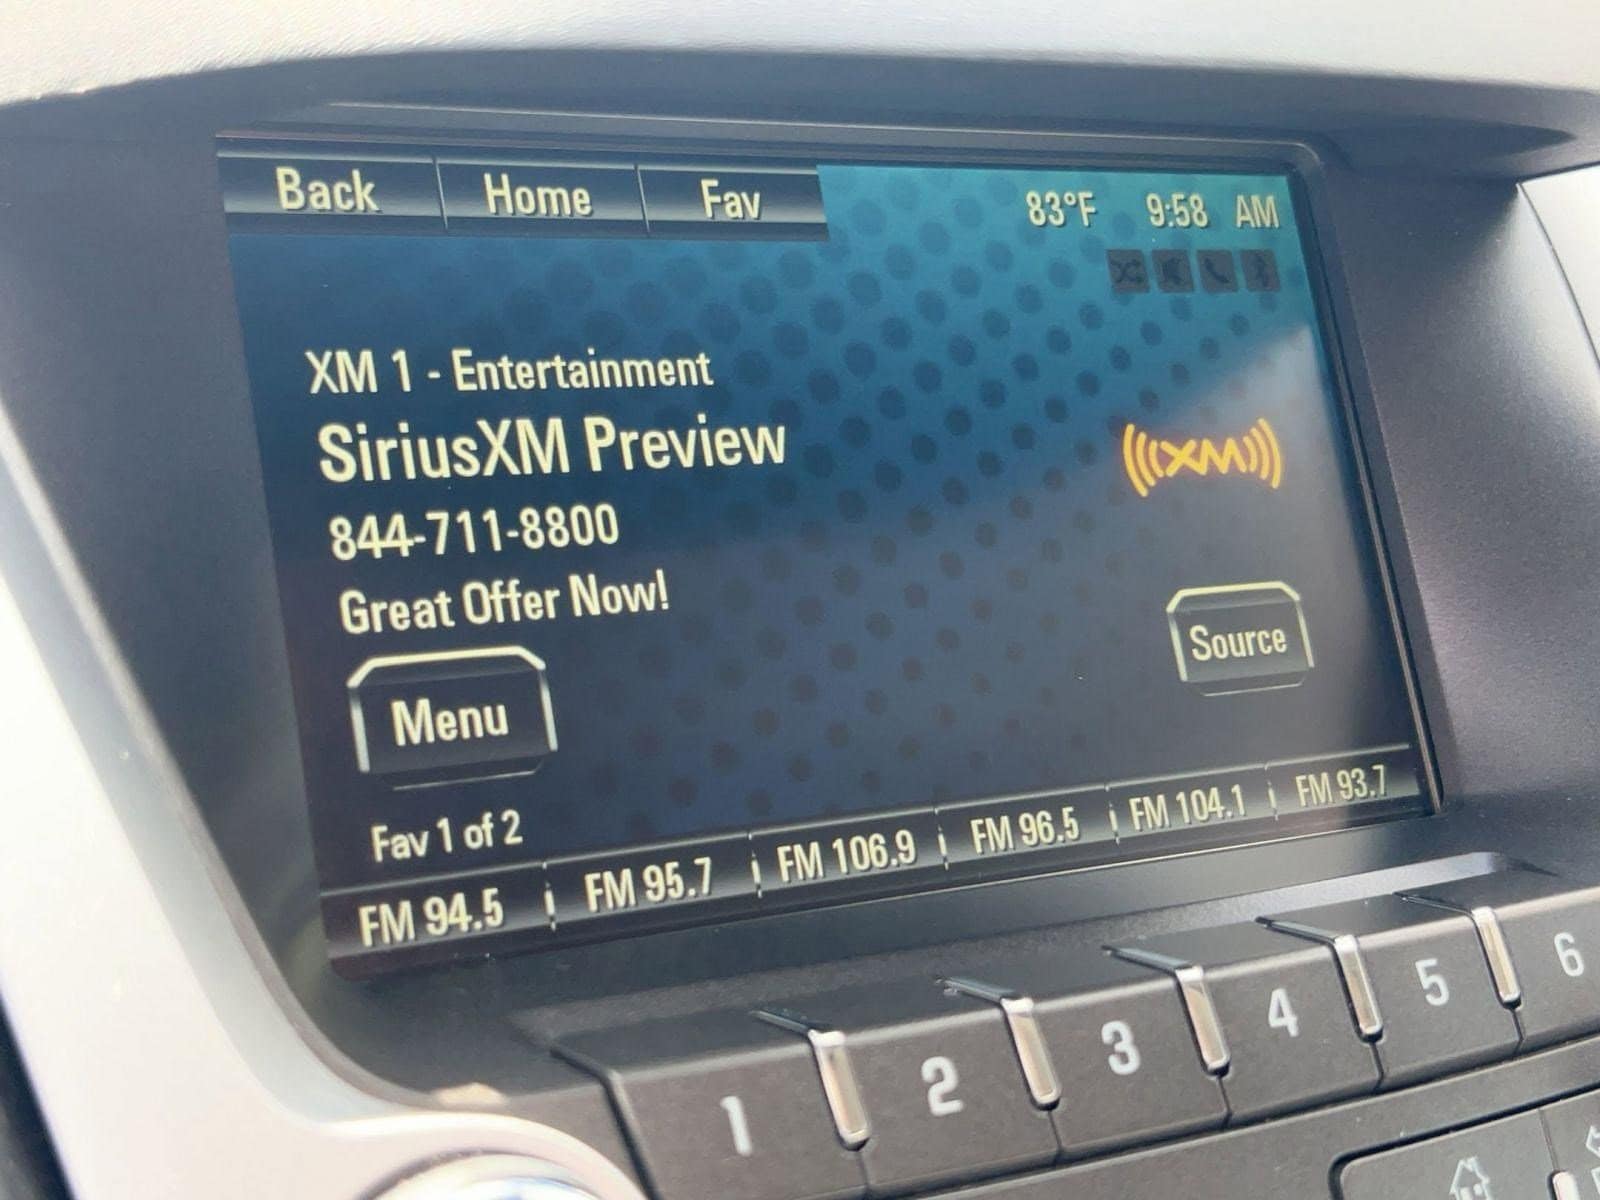 Back Home Fav 83°F 9:58 AM
XM 1 - Entertainment
SiriusXM Preview
844-711-8800
Great Offer Now!
XM
Menu
Source
Fav 1 of 2
FM 94.5 FM 95.7 FM 106.9 FM 96.5 FM 104.1 FM 93.7
1 2 3 4 5 6